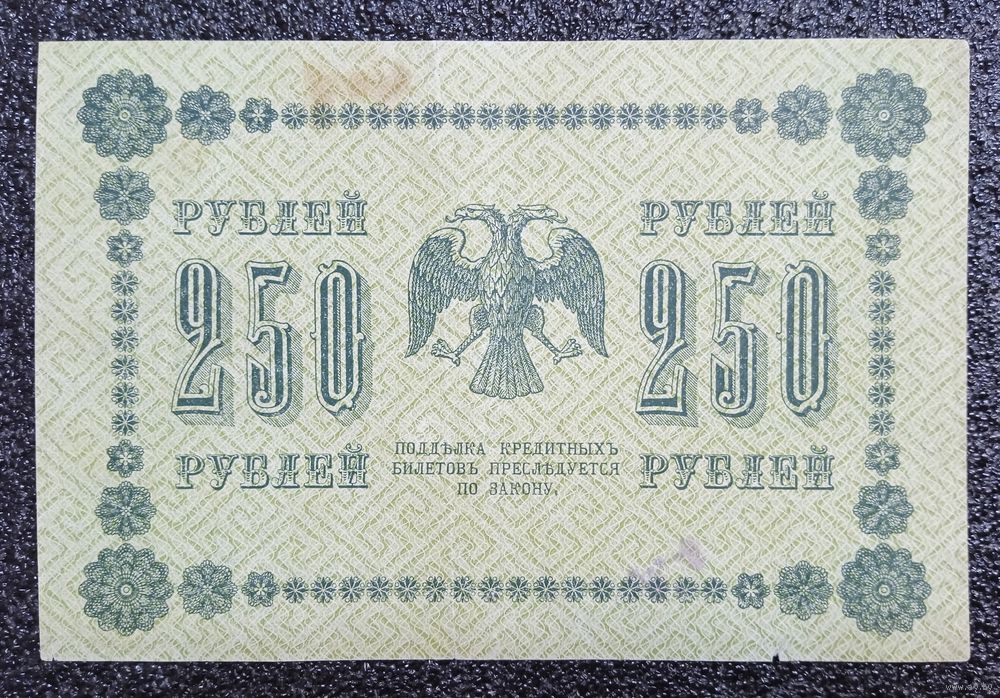 РУБЛЕЙ РУБЛЕЙ
250 250
ПОДДѢЛКА КРЕДИТНЫХЪ
БИЛЕТОВЪ ПРЕСЛѢДУЕТСЯ
ПО ЗАКОНУ.
РУБЛЕЙ РУБЛЕЙ